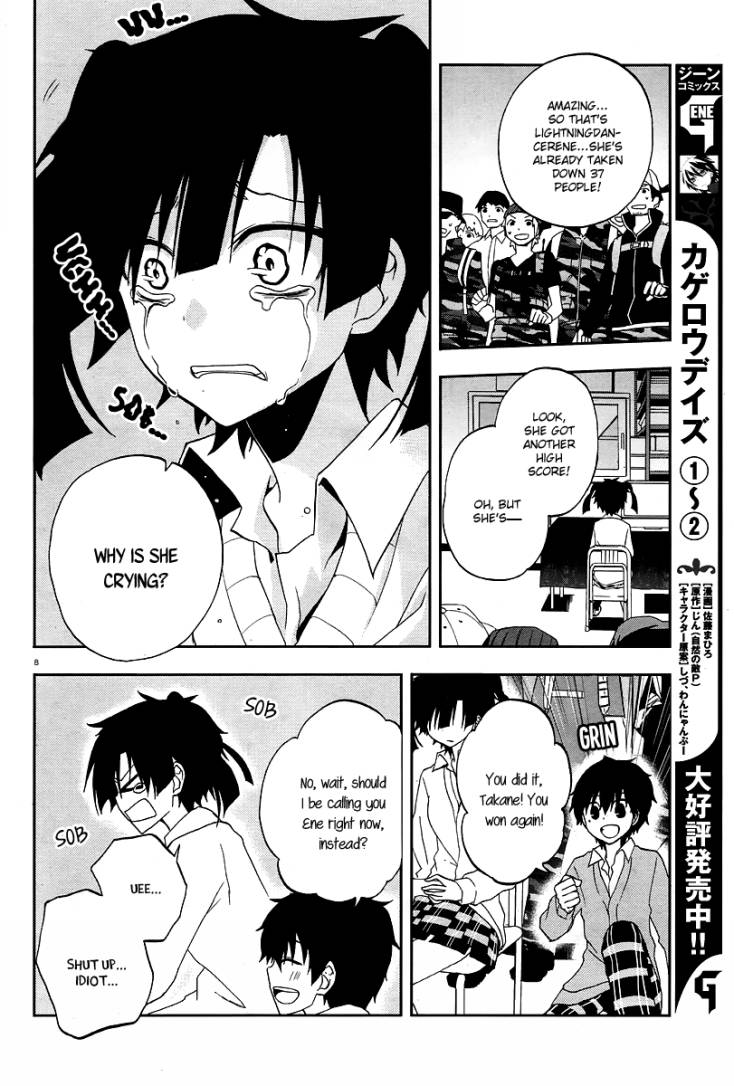 AMAZING...
SO THAT'S
LIGHTNINGDAN-
CERENE...SHE'S
ALREADY TAKEN
DOWN 37
PEOPLE!
LOOK,
SHE GOT
ANOTHER
HIGH
SCORE!
OH, BUT
SHE'S—
UU...
UGHH...
SOB...
WHY IS SHE
CRYING?
8
GRIN
You did it,
Takane! You
won again!
No, wait, should
I be calling you
Ene right now,
instead?
SOB
SOB
UEE...
SHUT UP...
IDIOT...
ジーン
コミックス
GENE
カゲロウデイズ ①〜②
[漫画]佐藤まひろ
[原作]じん(自然の敵P)
[キャラクター原案]しづ、わんにゃんぷー
大好評発売中!!
G